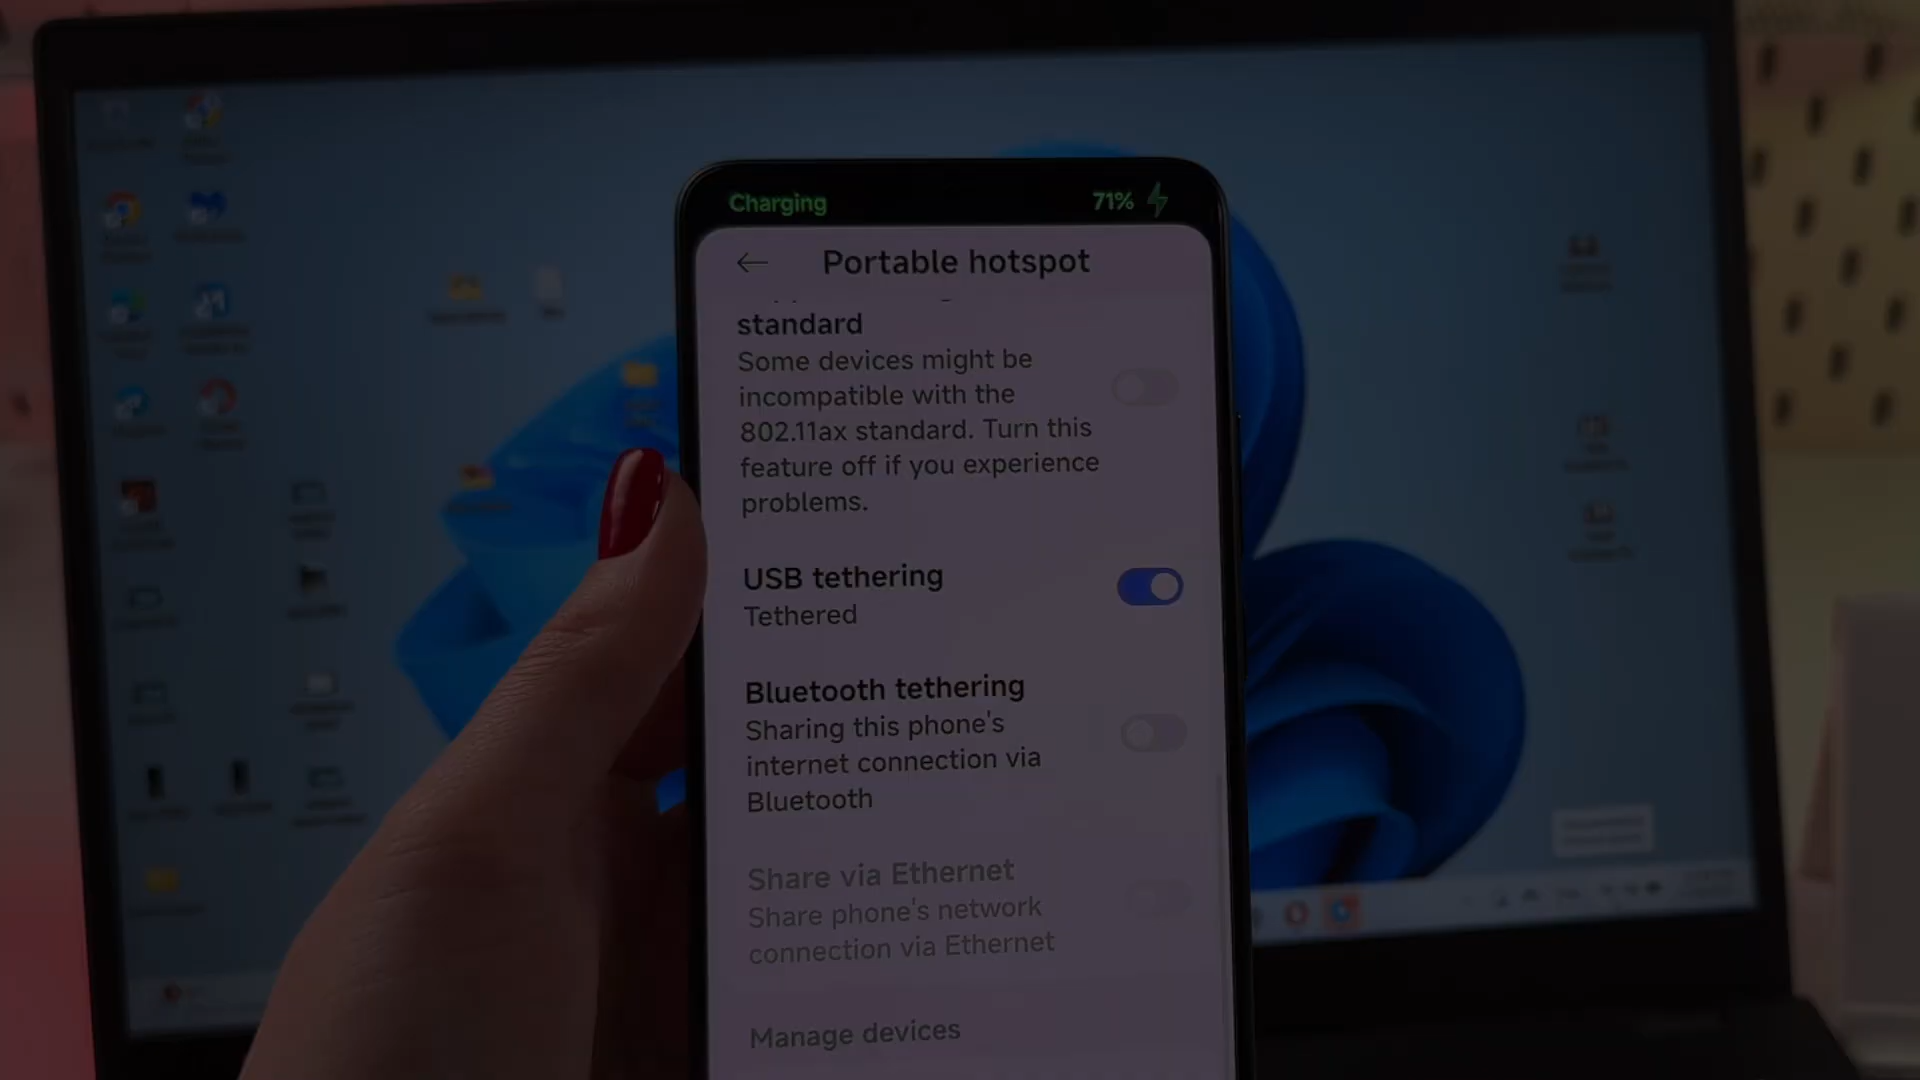 Charging 71%
Portable hotspot
standard
Some devices might be
incompatible with the
802.11ax standard. Turn this
feature off if you experience
problems.
USB tethering
Tethered
Bluetooth tethering
Sharing this phone's
internet connection via
Bluetooth
Share via Ethernet
Share phone's network
connection via Ethernet
Manage devices